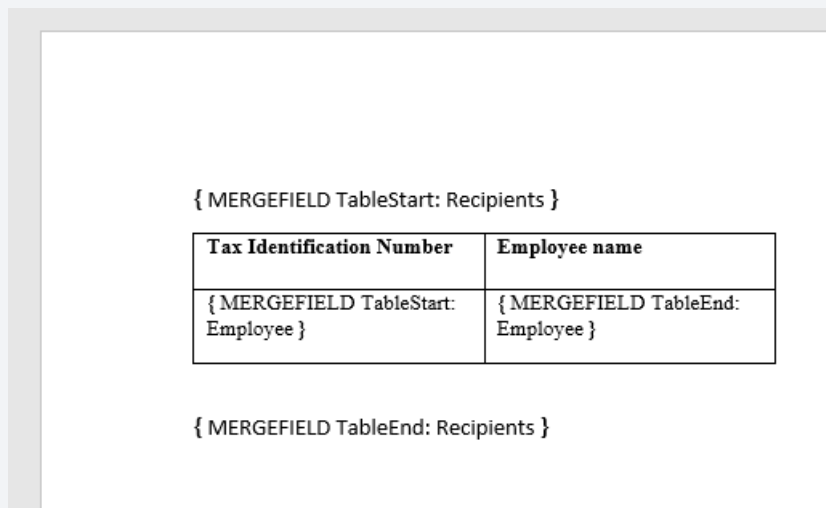 { MERGEFIELD TableStart: Recipients }
Tax Identification Number
Employee name
{ MERGEFIELD TableStart:
Employee }
{ MERGEFIELD TableEnd:
Employee }
{ MERGEFIELD TableEnd: Recipients }